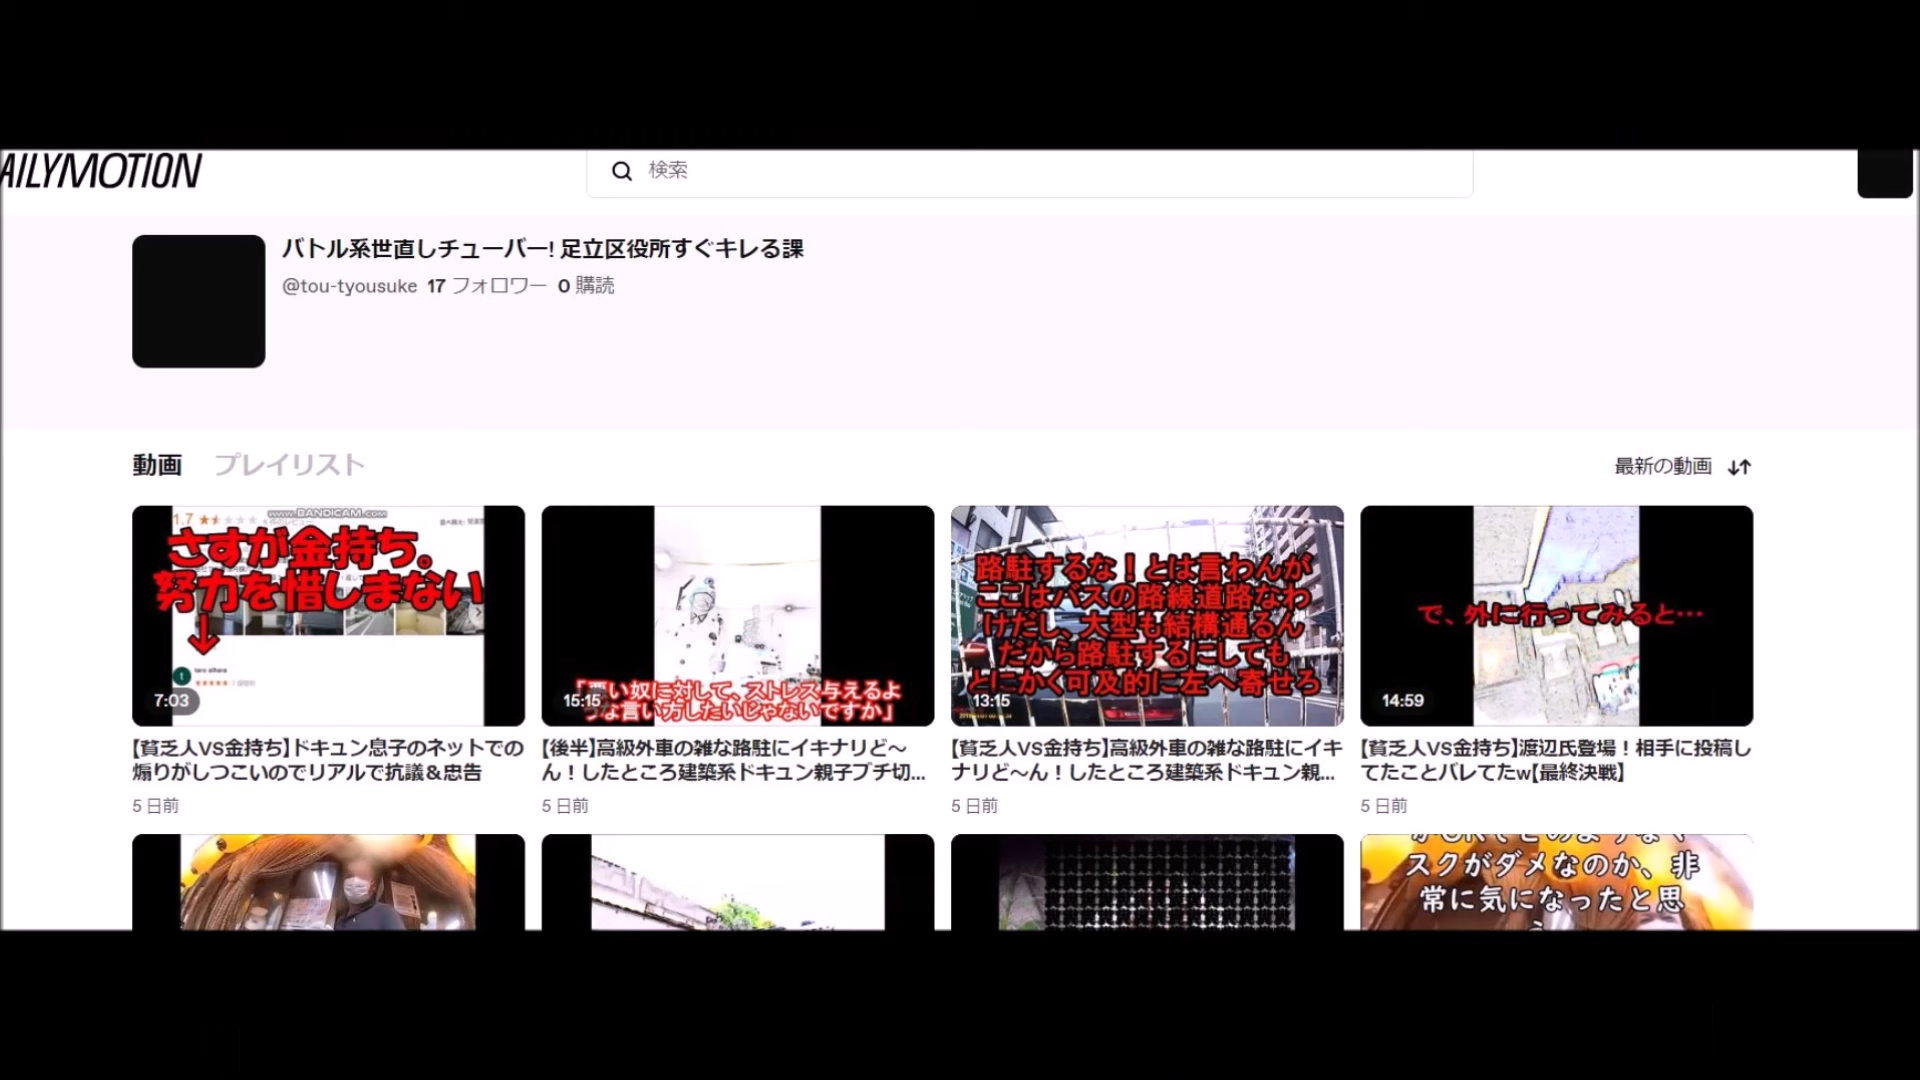 AILYMOTION
検索
バトル系世直しチューバー! 足立区役所すぐキレる課
@tou-tyousuke 17 フォロワー 0 購読
動画 プレイリスト
最新の動画
www.BANDICAM.com
1.7
さすが金持ち。
努力を惜しまない
taro aihara
7:03
「悪い奴に対して、ストレス与えるよ
うな言い方したいじゃないですか」
15:15
路駐するな！とは言わんが
ここはバスの路線道路なわ
けだし、大型も結構通るん
だから路駐するにしても
とにかく可及的に左へ寄せろ
13:15
で、外に行ってみると…
14:59
【貧乏人VS金持ち】ドキュン息子のネットでの
煽りがしつこいのでリアルで抗議＆忠告
5 日前
【後半】高級外車の雑な路駐にイキナリど～
ん！したところ建築系ドキュン親子プチ切...
5 日前
【貧乏人VS金持ち】高級外車の雑な路駐にイキ
ナリど～ん！したところ建築系ドキュン親...
5 日前
【貧乏人VS金持ち】渡辺氏登場！相手に投稿し
てたことバレてたw【最終決戦】
5 日前
スクがダメなのか、非
常に気になったと思